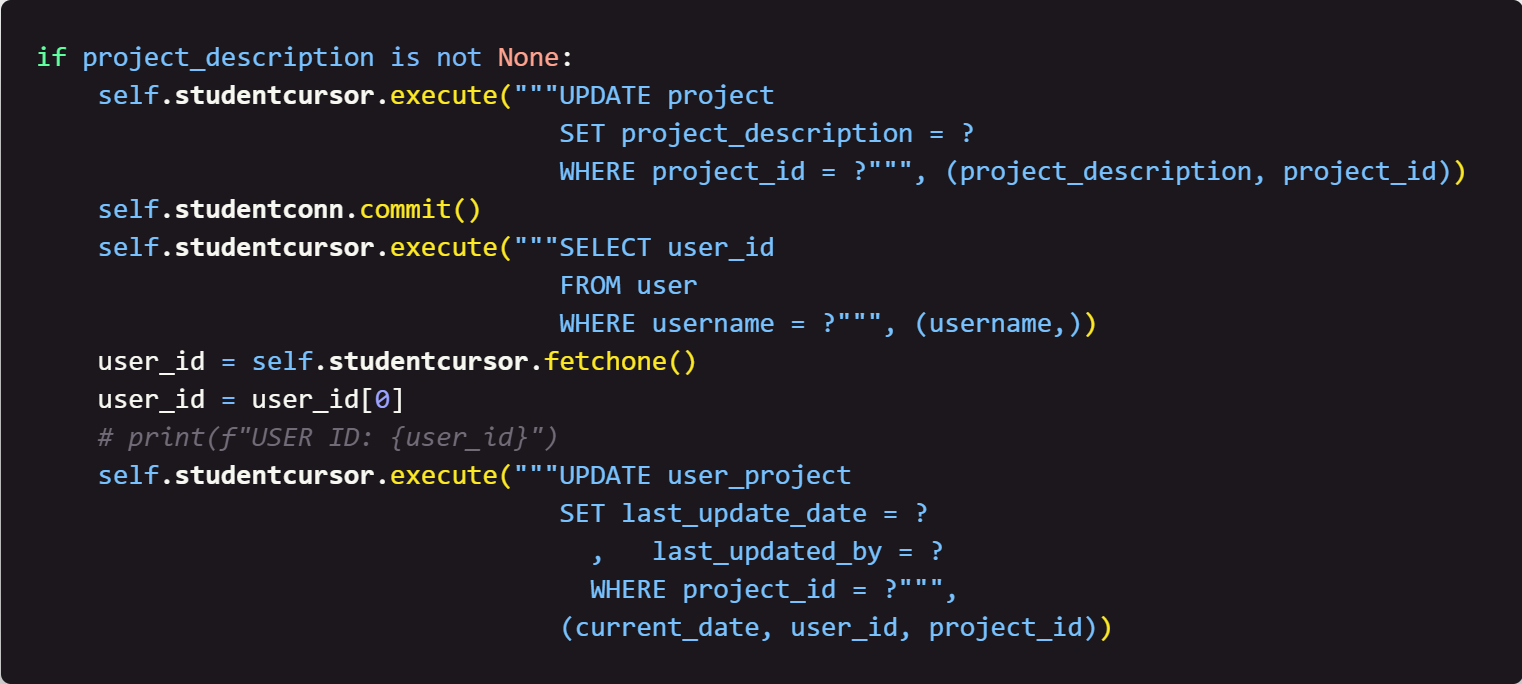 if project_description is not None:
    self.studentcursor.execute("""UPDATE project
                                  SET project_description = ?
                                  WHERE project_id = ?""", (project_description, project_id))
    self.studentconn.commit()
    self.studentcursor.execute("""SELECT user_id
                                  FROM user
                                  WHERE username = ?""", (username,))
    user_id = self.studentcursor.fetchone()
    user_id = user_id[0]
    # print(f"USER ID: {user_id}")
    self.studentcursor.execute("""UPDATE user_project
                                  SET last_update_date = ?
                                    ,   last_updated_by = ?
                                    WHERE project_id = ?""",
                                  (current_date, user_id, project_id))